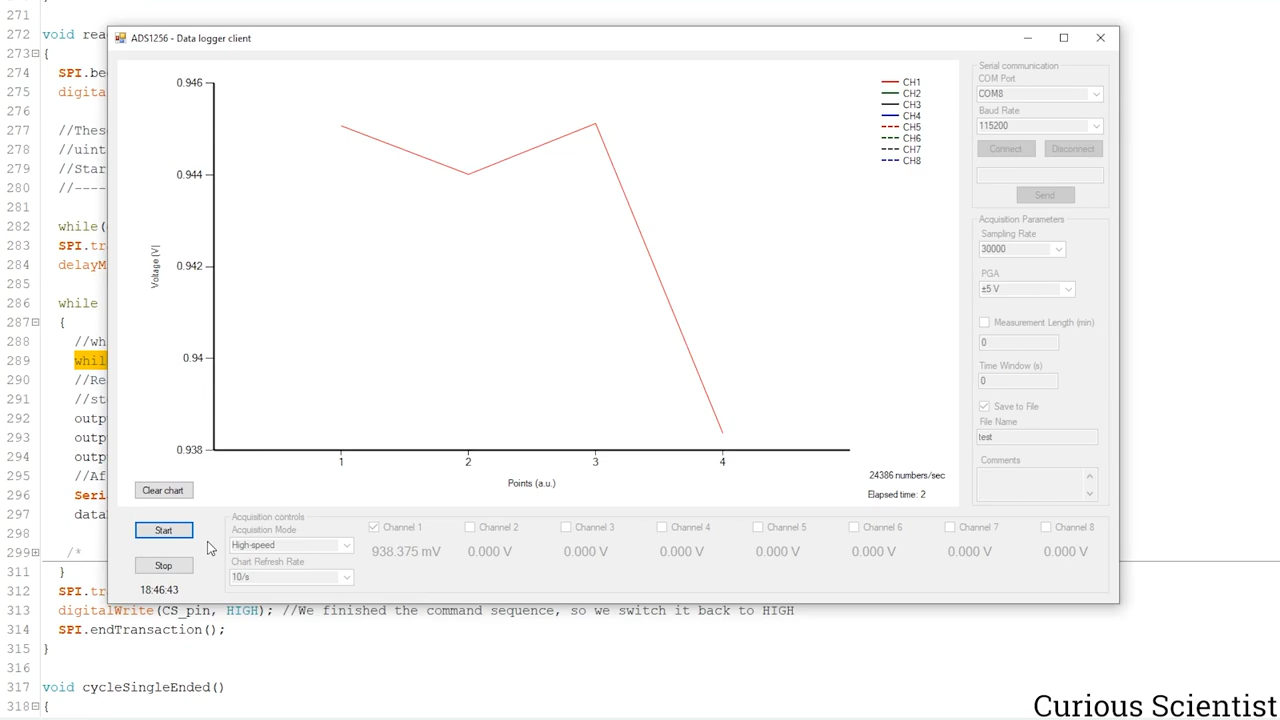 271
272 void rea
273 {
274 SPI.be
275 digita
276
277 //These
278 //uint
279 //Star
280 //----
281
282 while(
283 SPI.tr
284 delayM
285
286 while
287 {
288 //wh
289 whil
290 //Re
291 //st
292 outp
293 outp
294 outp
295 //Af
296 Seri
297 data
299 /*
311 }
312 SPI.tr
313 digitalWrite(CS_pin, HIGH); //We finished the command sequence, so we switch it back to HIGH
314 SPI.endTransaction();
315 }
316
317 void cycleSingleEnded()
318 {
ADS1256 - Data logger client
0.946
0.944
0.942
0.94
0.938
Voltage (V)
1 2 3 4
Points (a.u.)
CH1
CH2
CH3
CH4
CH5
CH6
CH7
CH8
24386 numbers/sec
Elapsed time: 2
Clear chart
Start
Stop
18:46:43
Acquisition controls
Acquisition Mode
High-speed
Chart Refresh Rate
10/s
Channel 1 Channel 2 Channel 3 Channel 4 Channel 5 Channel 6 Channel 7 Channel 8
938.375 mV 0.000 V 0.000 V 0.000 V 0.000 V 0.000 V 0.000 V 0.000 V
Serial communication
COM Port
COM8
Baud Rate
115200
Connect Disconnect
Send
Acquisition Parameters
Sampling Rate
30000
PGA
±5 V
Measurement Length (min)
0
Time Window (s)
0
Save to File
File Name
test
Comments
Curious Scientist